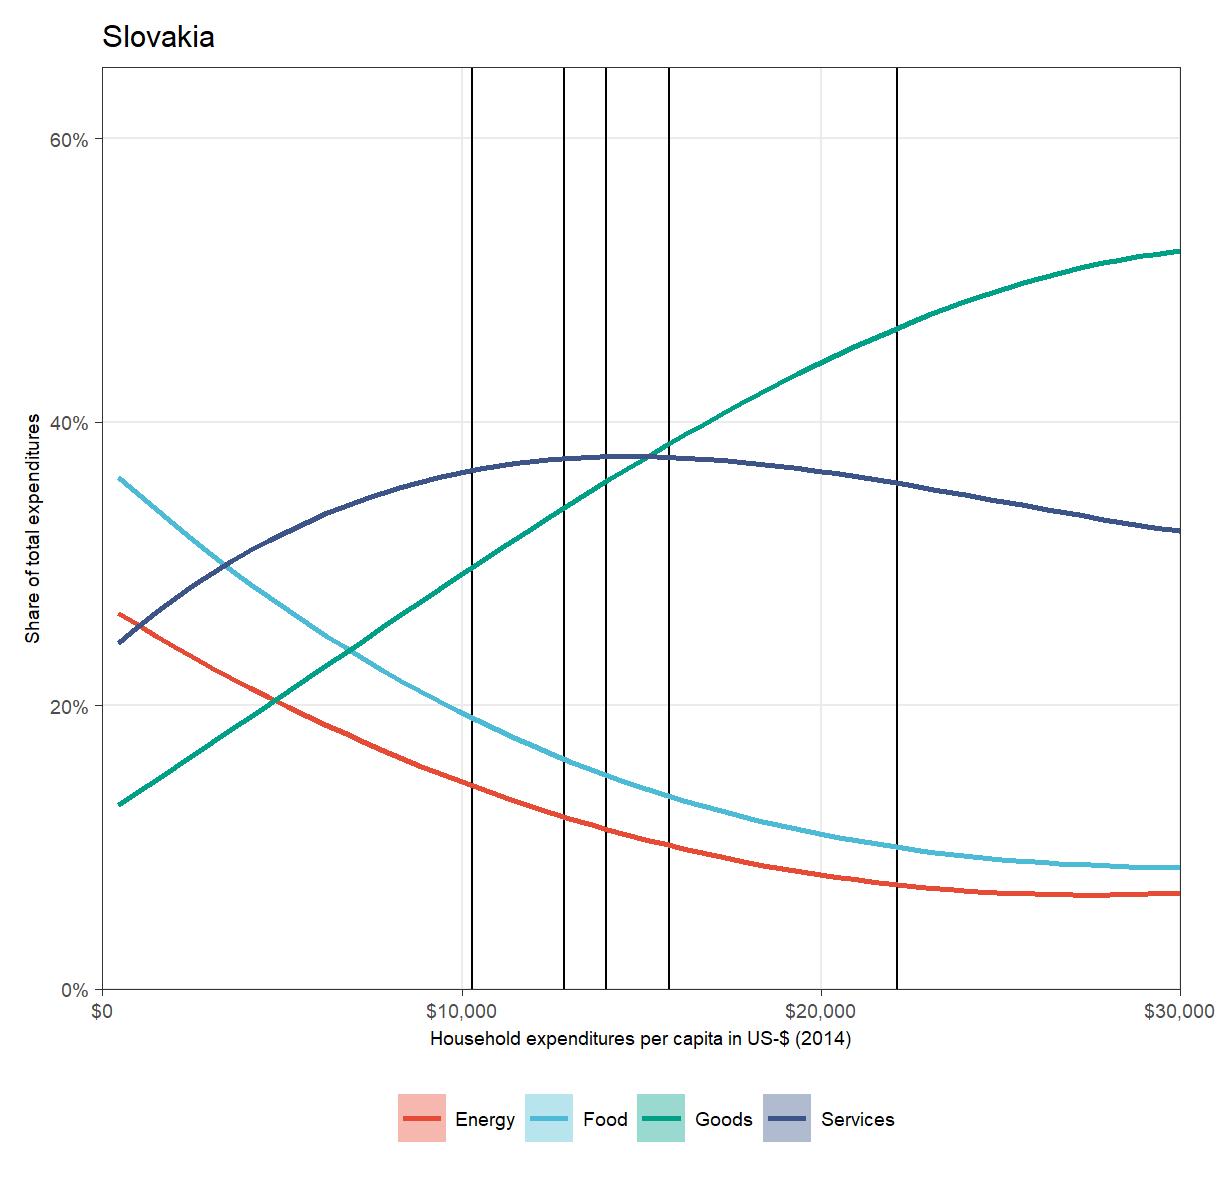 Slovakia
60%
40%
20%
0%
Share of total expenditures
$0 $10,000 $20,000 $30,000
Household expenditures per capita in US-$ (2014)
Energy Food Goods Services